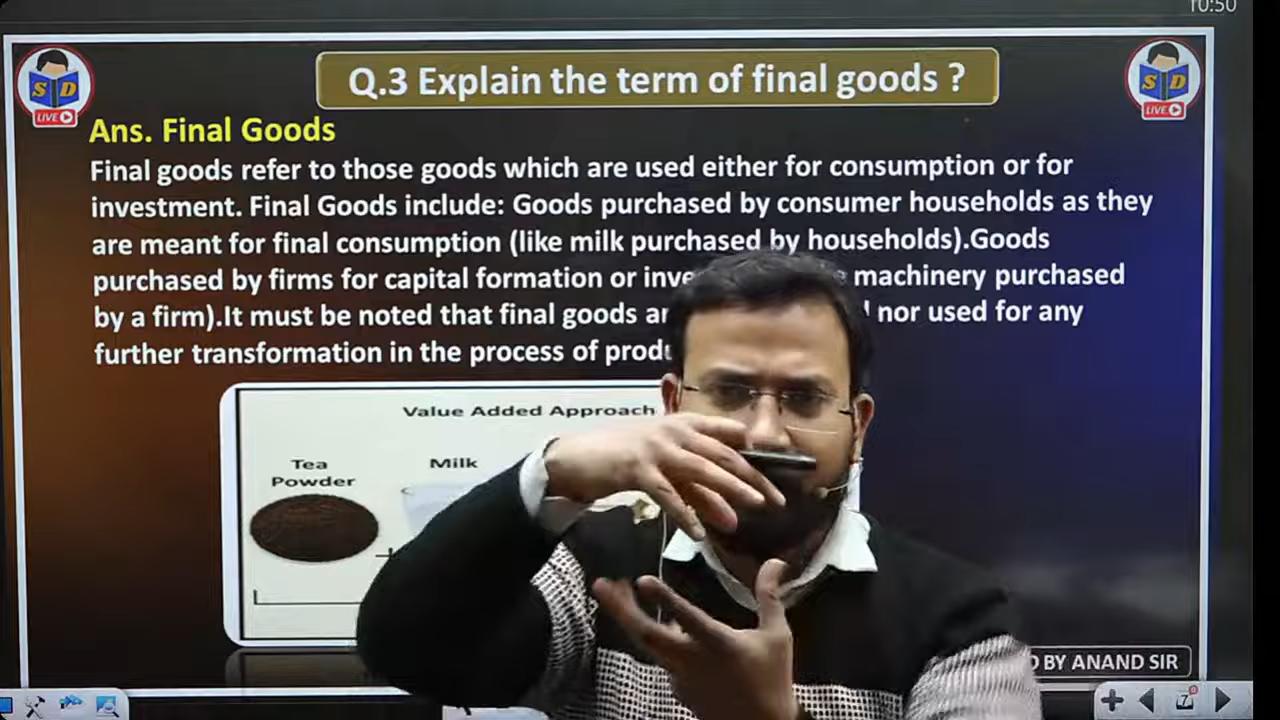 10:50
Q.3 Explain the term of final goods ?
S D
LIVE
S D
LIVE
Ans. Final Goods
Final goods refer to those goods which are used either for consumption or for
investment. Final Goods include: Goods purchased by consumer households as they
are meant for final consumption (like milk purchased by households).Goods
purchased by firms for capital formation or machinery purchased
by a firm).It must be noted that final goods nor used for any
further transformation in the process of
Value Added Approach
Tea
Powder
Milk
+
BY ANAND SIR